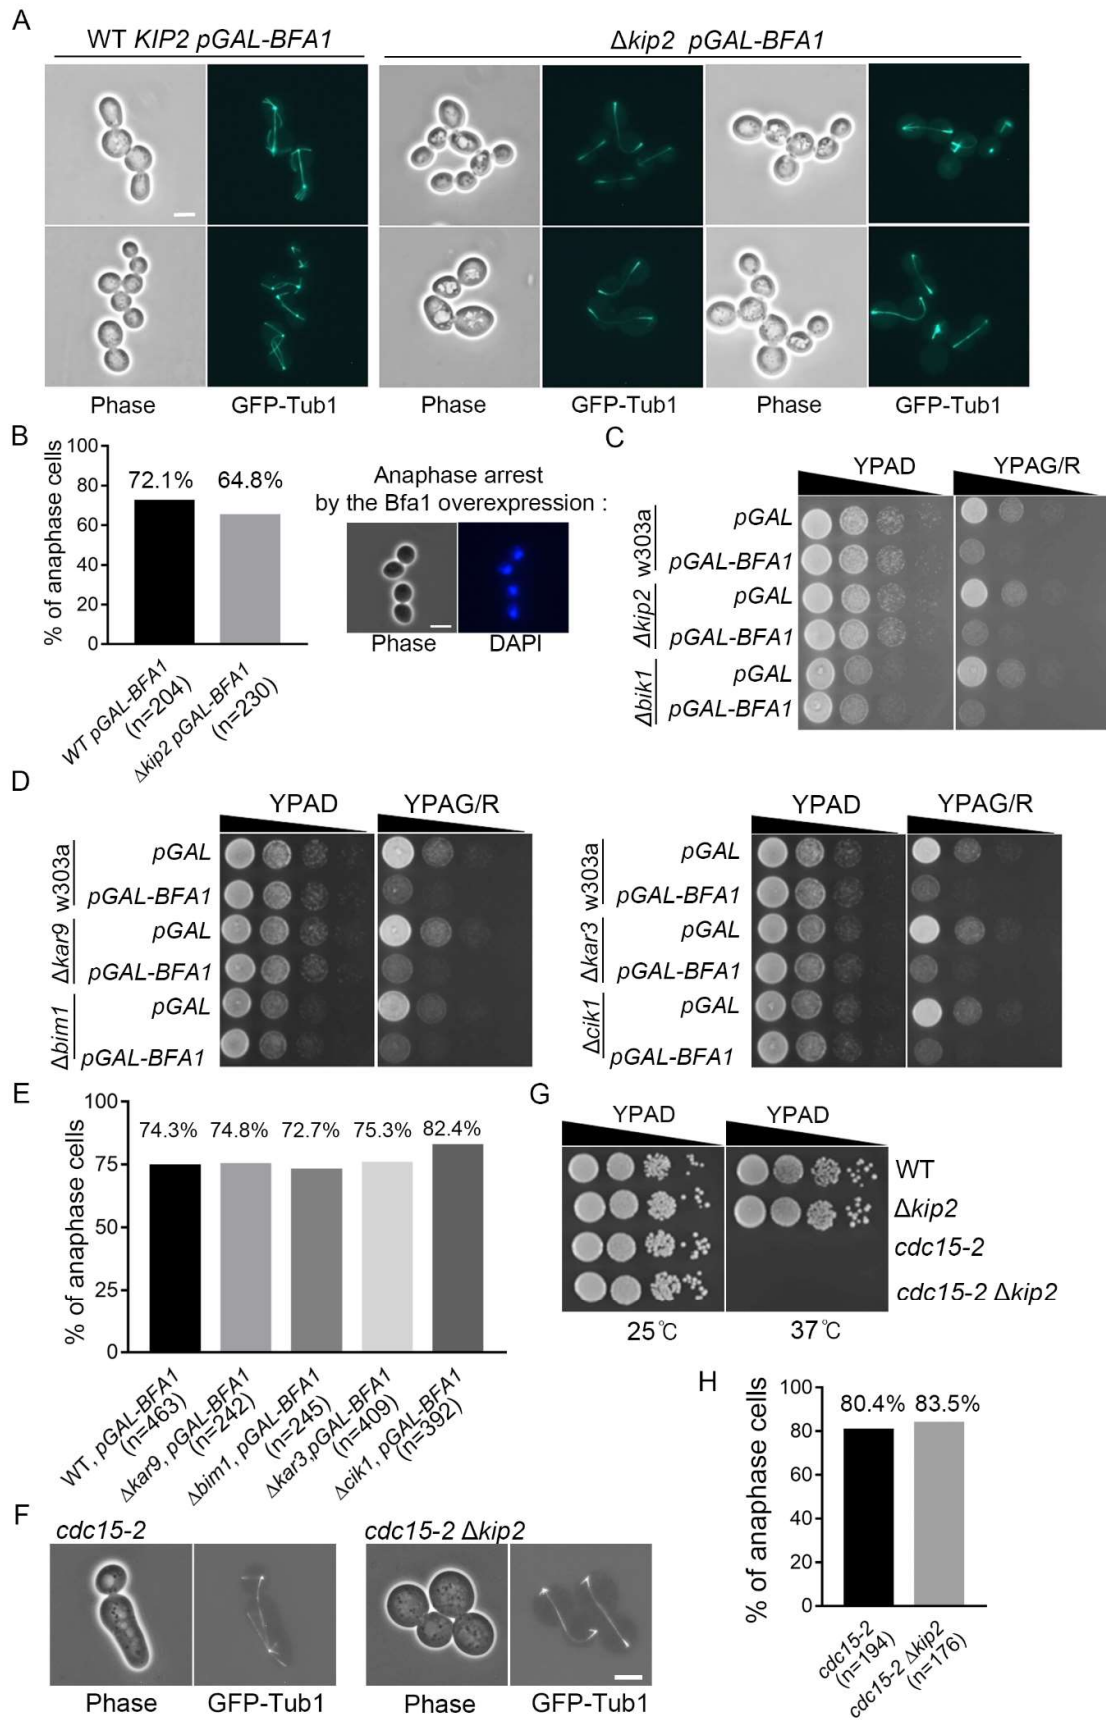 A
WT KIP2 pGAL-BFA1
Δkip2 pGAL-BFA1
Phase
GFP-Tub1
Phase
GFP-Tub1
Phase
GFP-Tub1
B
% of anaphase cells
100
80
60
40
20
0
72.1%
64.8%
WT pGAL-BFA1
(n=204)
Δkip2 pGAL-BFA1
(n=230)
Anaphase arrest
by the Bfa1 overexpression :
Phase
DAPI
C
YPAD
YPAG/R
w303a
pGAL
pGAL-BFA1
Δkip2
pGAL
pGAL-BFA1
Δbik1
pGAL
pGAL-BFA1
D
YPAD
YPAG/R
w303a
pGAL
pGAL-BFA1
Δkar9
pGAL
pGAL-BFA1
Δbim1
pGAL
pGAL-BFA1
YPAD
YPAG/R
w303a
pGAL
pGAL-BFA1
Δkar3
pGAL
pGAL-BFA1
Δcik1
pGAL
pGAL-BFA1
E
% of anaphase cells
100
75
50
25
0
74.3%
74.8%
72.7%
75.3%
82.4%
WT, pGAL-BFA1
(n=463)
Δkar9, pGAL-BFA1
(n=242)
Δbim1, pGAL-BFA1
(n=245)
Δkar3,pGAL-BFA1
(n=409)
Δcik1, pGAL-BFA1
(n=392)
F
cdc15-2
Phase
GFP-Tub1
cdc15-2 Δkip2
Phase
GFP-Tub1
G
YPAD
YPAD
WT
Δkip2
cdc15-2
cdc15-2 Δkip2
25℃
37℃
H
% of anaphase cells
100
80
60
40
20
0
80.4%
83.5%
cdc15-2
(n=194)
cdc15-2 Δkip2
(n=176)